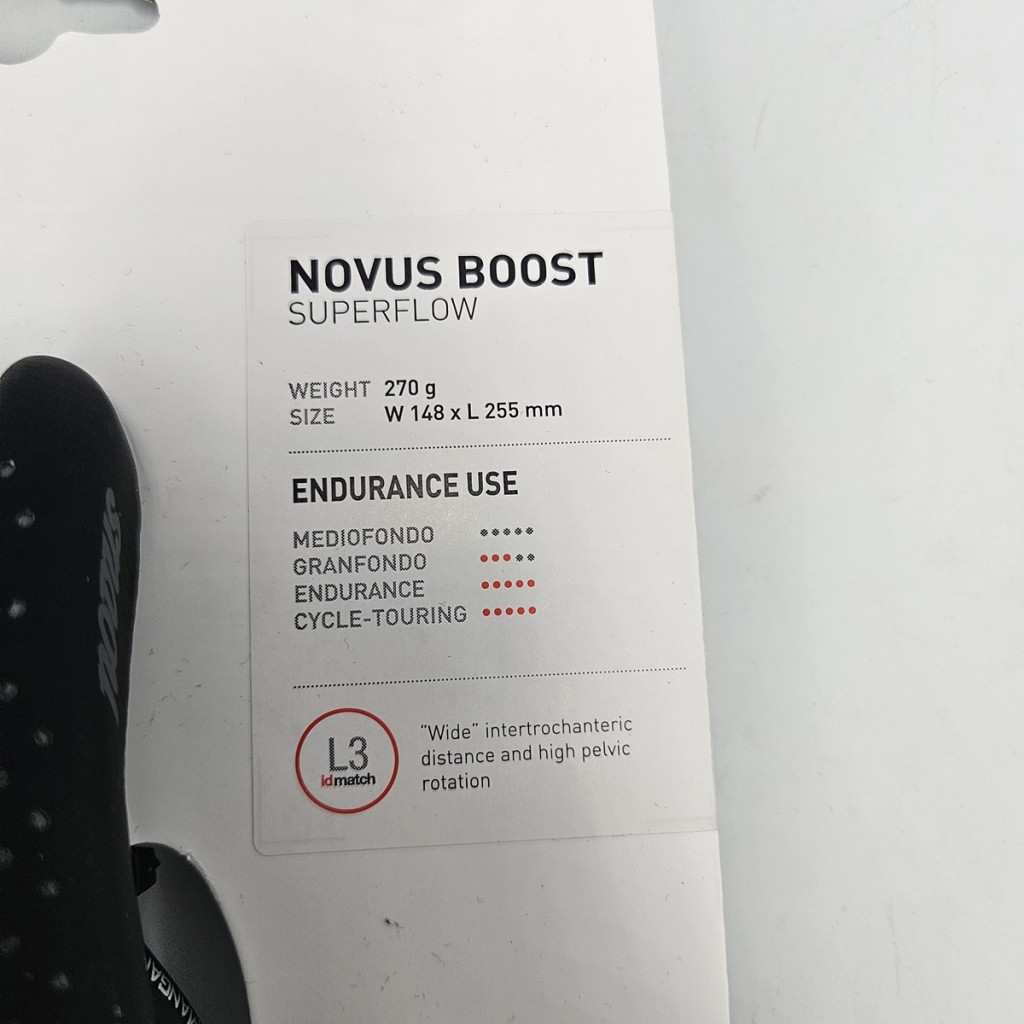 NOVUS BOOST
SUPERFLOW
WEIGHT 270 g
SIZE W 148 x L 255 mm
ENDURANCE USE
MEDIOFONDO
GRANFONDO
ENDURANCE
CYCLE-TOURING
L3
idmatch
"Wide" intertrochanteric
distance and high pelvic
rotation